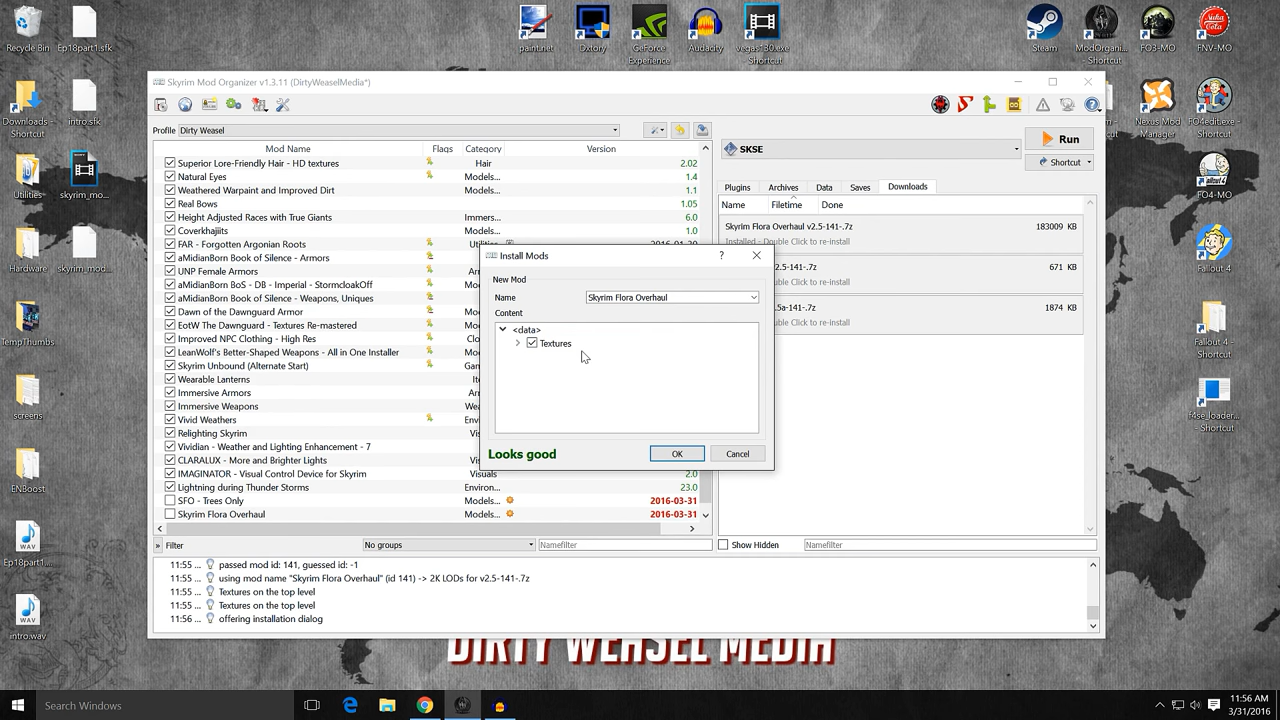 Recycle Bin
Ep18part1.sfk
paint.net
Dxtory
GeForce
Experience
Audacity
vegas130.exe
Shortcut
Steam
ModOrgani...
- Shortcut
FO3-MO
FNV-MO
Skyrim Mod Organizer v1.3.11 (DirtyWeaselMedia*)
Downloads -
Shortcut
intro.sfk
Nexus Mod
Manager
FO4edit.exe -
Shortcut
Profile Dirty Weasel
Mod Name Flags Category Version
Superior Lore-Friendly Hair - HD textures Hair 2.02
Natural Eyes Models... 1.4
Weathered Warpaint and Improved Dirt Models... 1.1
Real Bows Models... 1.05
Height Adjusted Races with True Giants Immers... 6.0
Coverkhajiits Models... 1.0
FAR - Forgotten Argonian Roots
aMidianBorn Book of Silence - Armors
UNP Female Armors
aMidianBorn BoS - DB - Imperial - StormcloakOff
aMidianBorn Book of Silence - Weapons, Uniques
Dawn of the Dawnguard Armor
EotW The Dawnguard - Textures Re-mastered
Improved NPC Clothing - High Res
LeanWolf's Better-Shaped Weapons - All in One Installer
Skyrim Unbound (Alternate Start)
Wearable Lanterns
Immersive Armors
Immersive Weapons
Vivid Weathers
Relighting Skyrim
Vividian - Weather and Lighting Enhancement - 7
CLARALUX - More and Brighter Lights
IMAGINATOR - Visual Control Device for Skyrim Visuals 2.0
Lightning during Thunder Storms Environ... 23.0
SFO - Trees Only Models... 2016-03-31
Skyrim Flora Overhaul Models... 2016-03-31
Filter No groups Namefilter
SKSE
Run
Shortcut
Plugins Archives Data Saves Downloads
Name Filetime Done
Skyrim Flora Overhaul v2.5-141-.7z 183009 KB
Installed - Double Click to re-install
671 KB
1874 KB
Show Hidden Namefilter
Install Mods ?
New Mod
Name Skyrim Flora Overhaul
Content
<data>
Textures
Looks good
OK
Cancel
11:55 ... passed mod id: 141, guessed id: -1
11:55 ... using mod name "Skyrim Flora Overhaul" (id 141) -> 2K LODs for v2.5-141-.7z
11:55 ... Textures on the top level
11:55 ... Textures on the top level
11:56 ... offering installation dialog
Utilities
skyrim_mo...
FO4-MO
Hardware
skyrim_mod...
Fallout 4
TempThumbs
Fallout 4 -
Shortcut
screens
f4se_loader...
- Shortcut
ENBoost
Ep18part1....
intro.wav
DIRTY WEASEL MEDIA
Search Windows
11:56 AM
3/31/2016